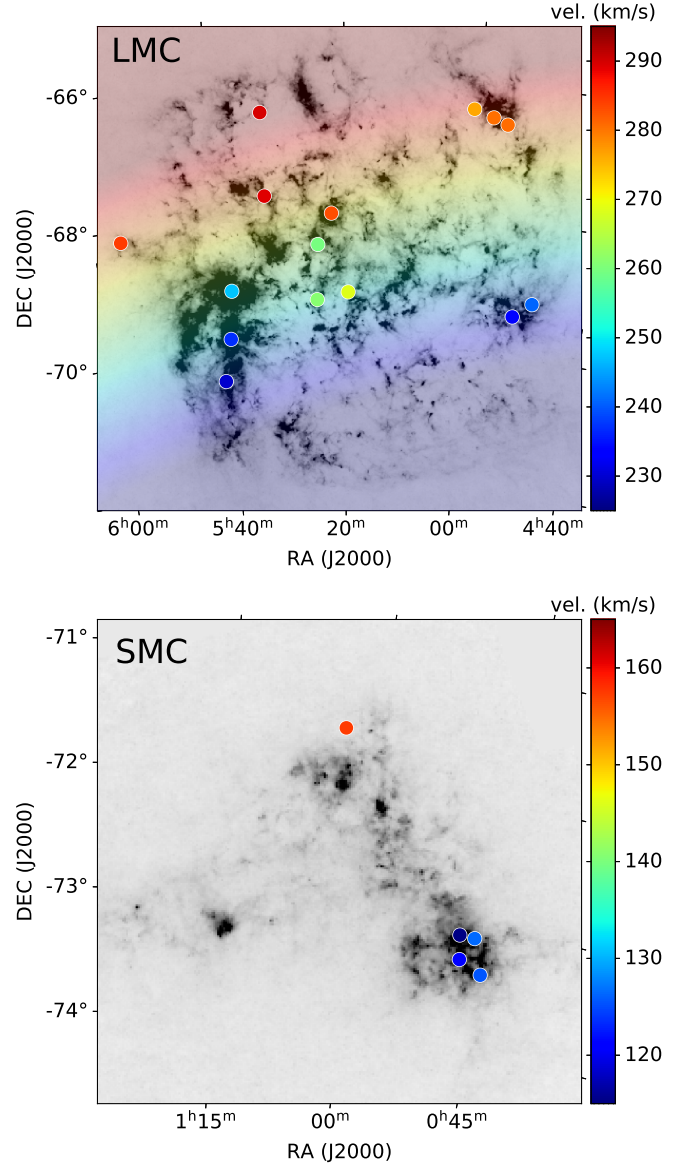 vel. (km/s)
LMC
290
-66°
280
270
-68°
260
DEC (J2000)
250
-70°
240
230
6ʰ00ᵐ 5ʰ40ᵐ 20ᵐ 00ᵐ 4ʰ40ᵐ
RA (J2000)
vel. (km/s)
-71°
SMC
160
-72°
150
140
DEC (J2000)
-73°
130
-74°
120
1ʰ15ᵐ 00ᵐ 0ʰ45ᵐ
RA (J2000)